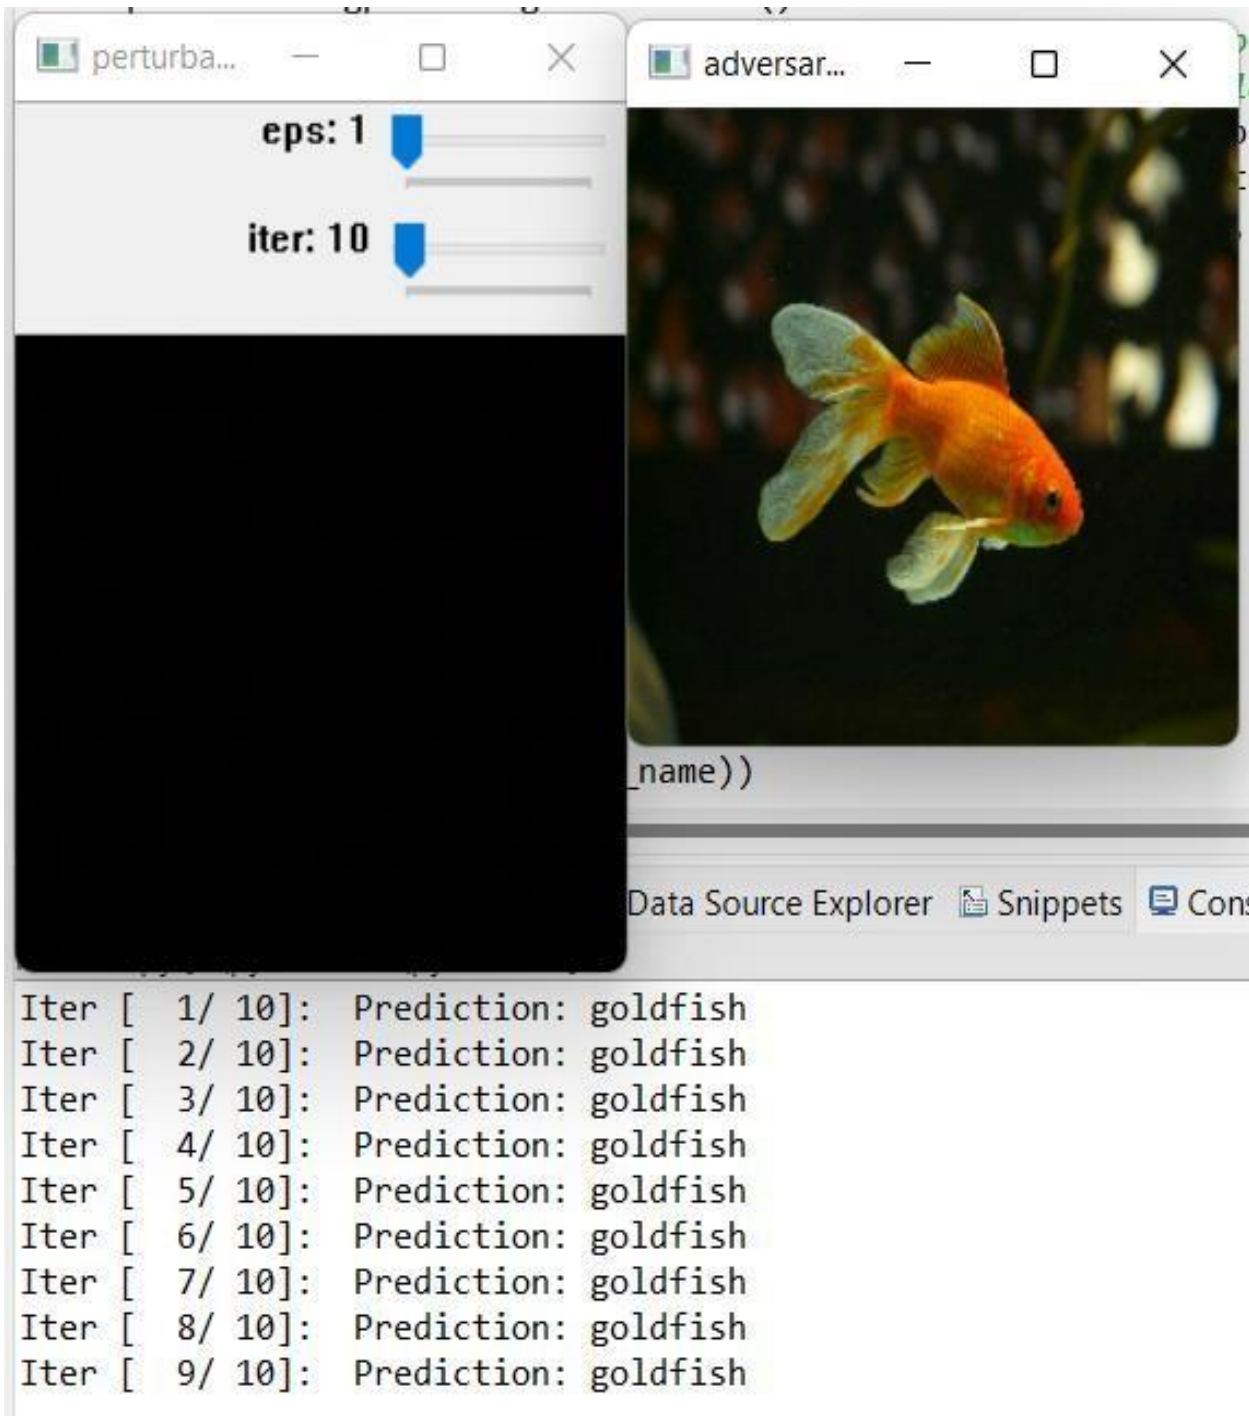 perturba...
adversar...
eps: 1
iter: 10
_name))
Data Source Explorer Snippets
Iter [  1/ 10]:  Prediction: goldfish
Iter [  2/ 10]:  Prediction: goldfish
Iter [  3/ 10]:  Prediction: goldfish
Iter [  4/ 10]:  Prediction: goldfish
Iter [  5/ 10]:  Prediction: goldfish
Iter [  6/ 10]:  Prediction: goldfish
Iter [  7/ 10]:  Prediction: goldfish
Iter [  8/ 10]:  Prediction: goldfish
Iter [  9/ 10]:  Prediction: goldfish